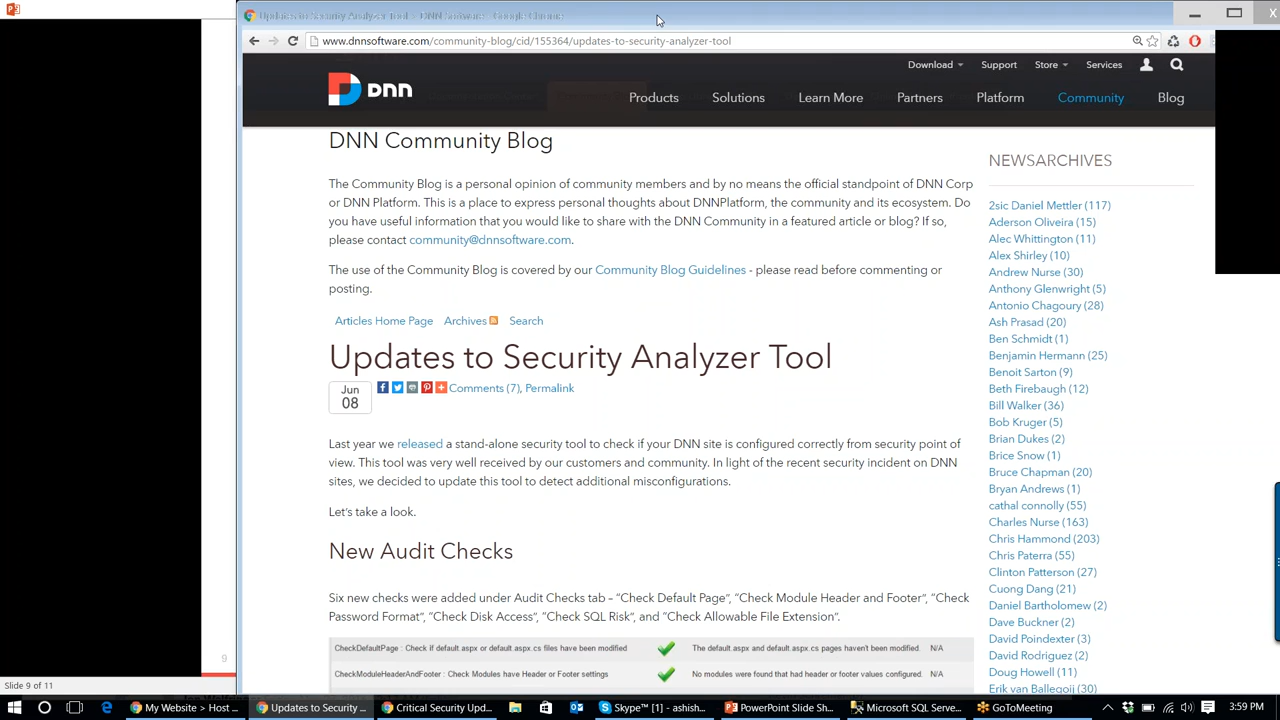 Updates to Security Analyzer Tool - DNN Software - Google Chrome
www.dnnsoftware.com/community-blog/cid/155364/updates-to-security-analyzer-tool
Download Support Store Services
dnn
Products Solutions Learn More Partners Platform Community Blog
DNN Community Blog
The Community Blog is a personal opinion of community members and by no means the official standpoint of DNN Corp
or DNN Platform. This is a place to express personal thoughts about DNNPlatform, the community and its ecosystem. Do
you have useful information that you would like to share with the DNN Community in a featured article or blog? If so,
please contact community@dnnsoftware.com.
The use of the Community Blog is covered by our Community Blog Guidelines - please read before commenting or
posting.
Articles Home Page Archives Search
Updates to Security Analyzer Tool
Jun
08
Comments (7), Permalink
Last year we released a stand-alone security tool to check if your DNN site is configured correctly from security point of
view. This tool was very well received by our customers and community. In light of the recent security incident on DNN
sites, we decided to update this tool to detect additional misconfigurations.
Let's take a look.
New Audit Checks
Six new checks were added under Audit Checks tab – "Check Default Page", "Check Module Header and Footer", "Check
Password Format", "Check Disk Access", "Check SQL Risk", and "Check Allowable File Extension".
CheckDefaultPage : Check if default.aspx or default.aspx.cs files have been modified The default.aspx and default.aspx.cs pages haven't been modified. N/A
CheckModuleHeaderAndFooter : Check Modules have Header or Footer settings No modules were found that had header or footer values configured. N/A
NEWSARCHIVES
2sic Daniel Mettler (117)
Aderson Oliveira (15)
Alec Whittington (11)
Alex Shirley (10)
Andrew Nurse (30)
Anthony Glenwright (5)
Antonio Chagoury (28)
Ash Prasad (20)
Ben Schmidt (1)
Benjamin Hermann (25)
Benoit Sarton (9)
Beth Firebaugh (12)
Bill Walker (36)
Bob Kruger (5)
Brian Dukes (2)
Brice Snow (1)
Bruce Chapman (20)
Bryan Andrews (1)
cathal connolly (55)
Charles Nurse (163)
Chris Hammond (203)
Chris Paterra (55)
Clinton Patterson (27)
Cuong Dang (21)
Daniel Bartholomew (2)
Dave Buckner (2)
David Poindexter (3)
David Rodriguez (2)
Doug Howell (11)
Erik van Ballegoij (30)
9
Slide 9 of 11
My Website > Host ... Updates to Security ... Critical Security Upd... Skype™ [1] - ashish... PowerPoint Slide Sh... Microsoft SQL Serve... GoToMeeting 3:59 PM